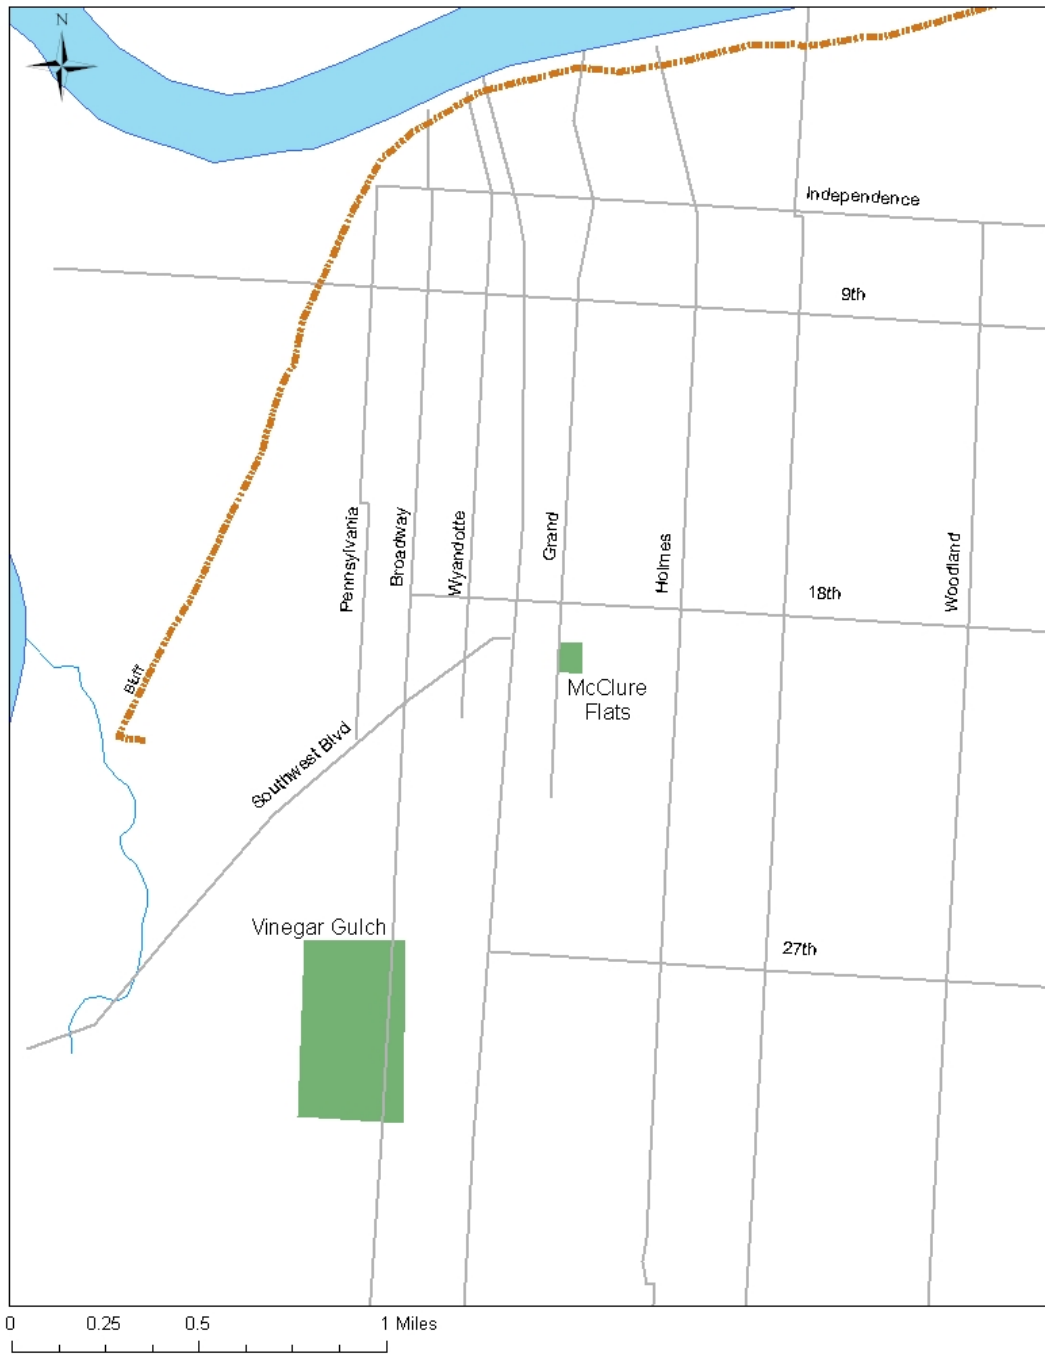 N
Independence
9th
Pennsylvania
Broadway
Wyandotte
Grand
Holmes
Woodland
18th
Bluff
McClure
Flats
Southwest Blvd
Vinegar Gulch
27th
0 0.25 0.5 1 Miles